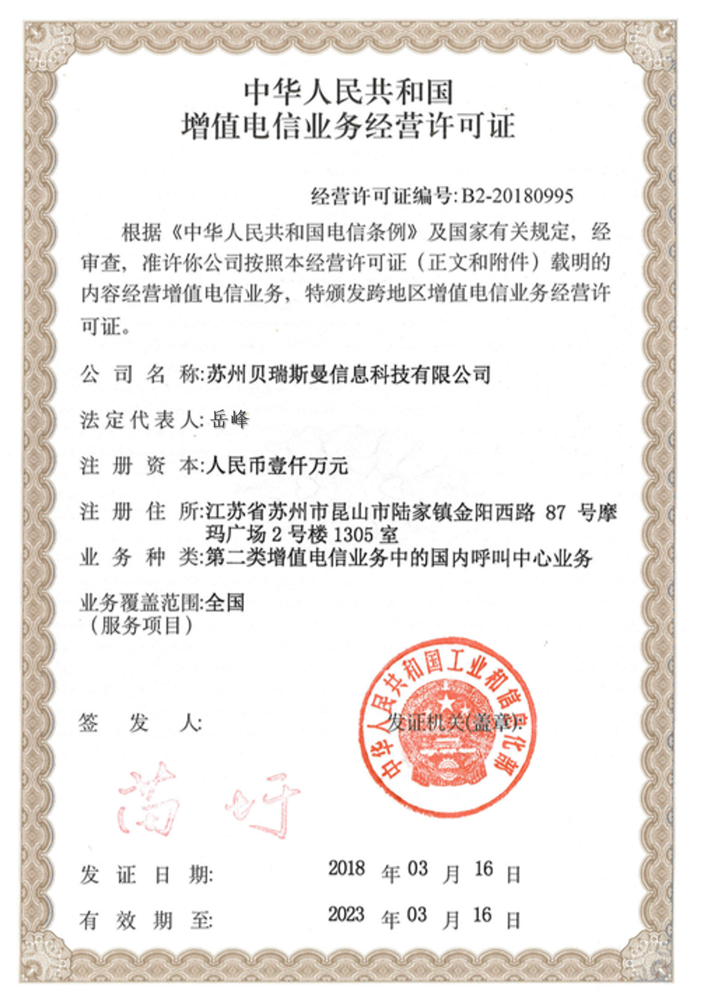 中华人民共和国
增值电信业务经营许可证
经营许可证编号:B2-20180995
根据《中华人民共和国电信条例》及国家有关规定，经
审查，准许你公司按照本经营许可证（正文和附件）载明的
内容经营增值电信业务，特颁发跨地区增值电信业务经营许
可证。
公司名称:苏州贝瑞斯曼信息科技有限公司
法定代表人:岳峰
注册资本:人民币壹仟万元
注册住所:江苏省苏州市昆山市陆家镇金阳西路 87 号摩
玛广场 2 号楼 1305 室
业务种类:第二类增值电信业务中的国内呼叫中心业务
业务覆盖范围:全国
（服务项目）
签发人:
发证机关(盖章):
中华人民共和国工业和信息化部
苗圩
发证日期: 2018 年 03 月 16 日
有效期至: 2023 年 03 月 16 日